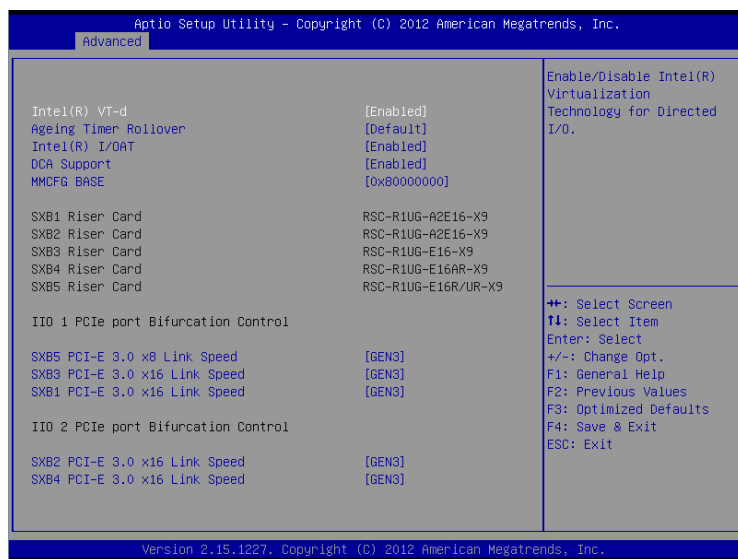 Aptio Setup Utility – Copyright (C) 2012 American Megatrends, Inc.
Advanced
Intel(R) VT-d [Enabled]
Ageing Timer Rollover [Default]
Intel(R) I/OAT [Enabled]
DCA Support [Enabled]
MMCFG BASE [0x80000000]
SXB1 Riser Card RSC-R1UG-A2E16-X9
SXB2 Riser Card RSC-R1UG-A2E16-X9
SXB3 Riser Card RSC-R1UG-E16-X9
SXB4 Riser Card RSC-R1UG-E16AR-X9
SXB5 Riser Card RSC-R1UG-E16R/UR-X9
IIO 1 PCIe port Bifurcation Control
SXB5 PCI-E 3.0 x8 Link Speed [GEN3]
SXB3 PCI-E 3.0 x16 Link Speed [GEN3]
SXB1 PCI-E 3.0 x16 Link Speed [GEN3]
IIO 2 PCIe port Bifurcation Control
SXB2 PCI-E 3.0 x16 Link Speed [GEN3]
SXB4 PCI-E 3.0 x16 Link Speed [GEN3]
Enable/Disable Intel(R)
Virtualization
Technology for Directed
I/O.
→←: Select Screen
↑↓: Select Item
Enter: Select
+/-: Change Opt.
F1: General Help
F2: Previous Values
F3: Optimized Defaults
F4: Save & Exit
ESC: Exit
Version 2.15.1227. Copyright (C) 2012 American Megatrends, Inc.